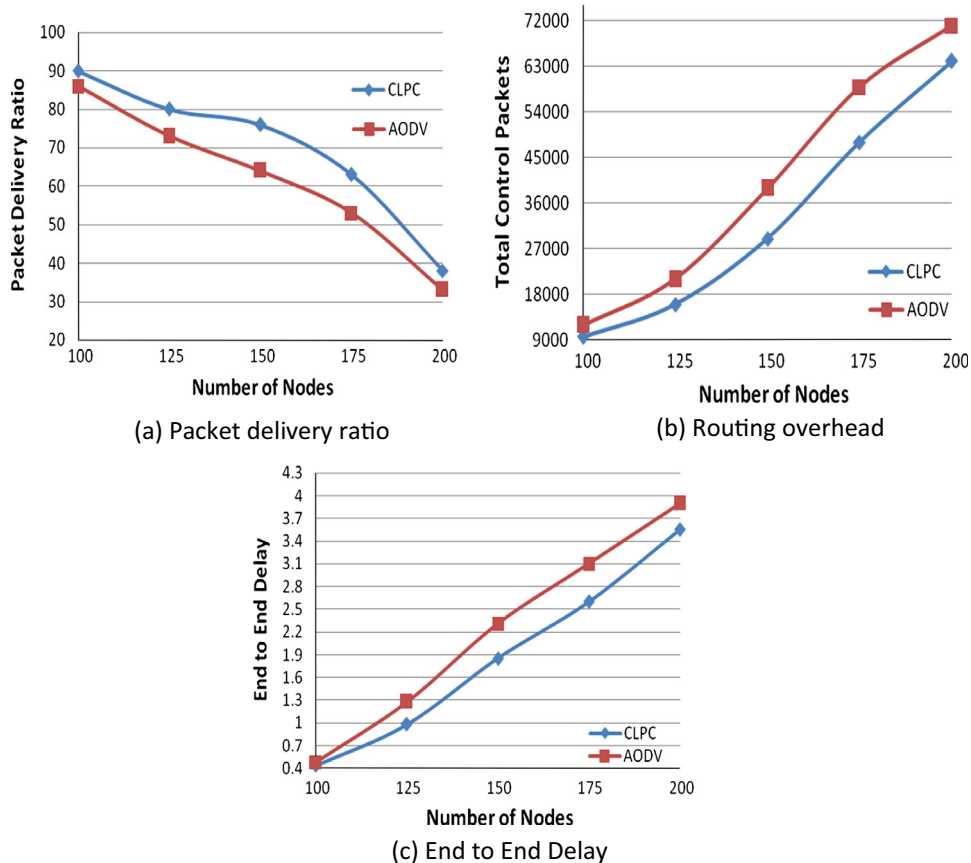 100
90
80
70
60
50
40
30
20
Packet Delivery Ratio
CLPC
AODV
100 125 150 175 200
Number of Nodes
(a) Packet delivery ratio
72000
63000
54000
45000
36000
27000
18000
9000
Total Control Packets
CLPC
AODV
100 125 150 175 200
Number of Nodes
(b) Routing overhead
4.3
4
3.7
3.4
3.1
2.8
2.5
2.2
1.9
1.6
1.3
1
0.7
0.4
End to End Delay
CLPC
AODV
100 125 150 175 200
Number of Nodes
(c) End to End Delay